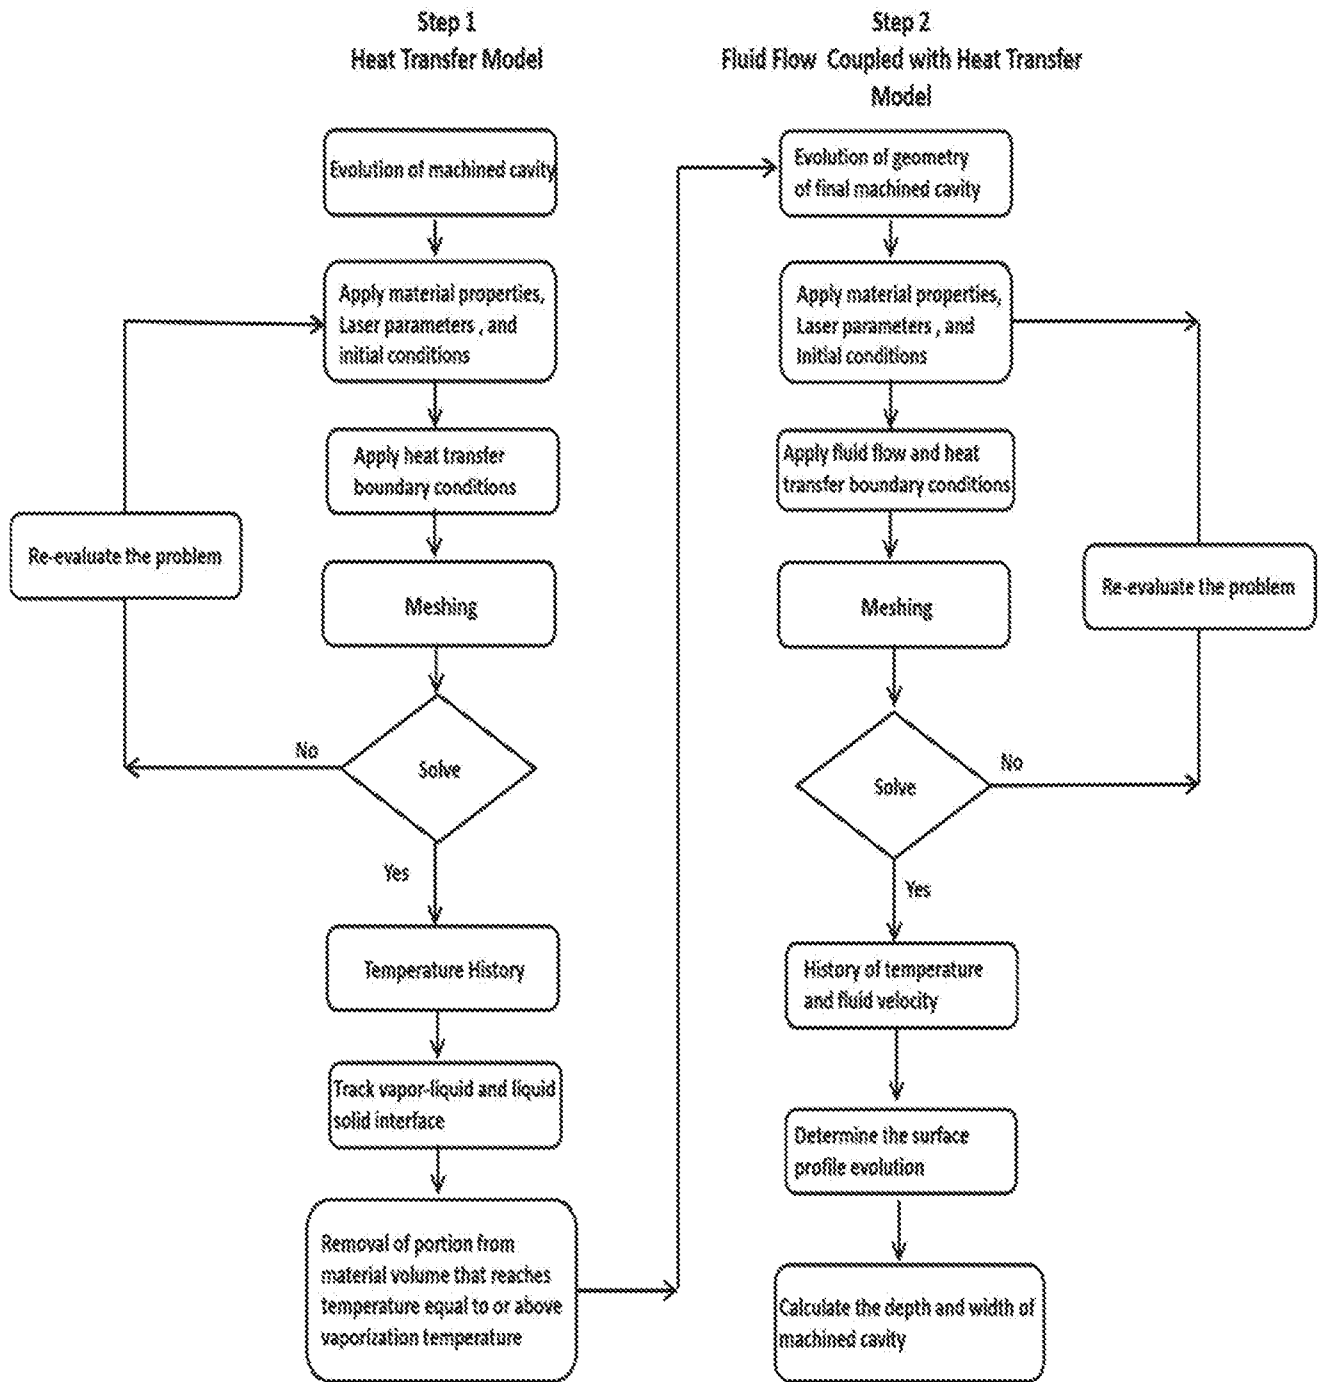 Step 1
Heat Transfer Model
Evolution of machined cavity
Apply material properties,
Laser parameters , and
initial conditions
Apply heat transfer
boundary conditions
Re-evaluate the problem
Meshing
No
Solve
Yes
Temperature History
Track vapor-liquid and liquid
solid interface
Removal of portion from
material volume that reaches
temperature equal to or above
vaporization temperature
Step 2
Fluid Flow Coupled with Heat Transfer
Model
Evolution of geometry
of final machined cavity
Apply material properties,
Laser parameters , and
Initial conditions
Apply fluid flow and heat
transfer boundary conditions
Re-evaluate the problem
Meshing
Solve
No
Yes
History of temperature
and fluid velocity
Determine the surface
profile evolution
Calculate the depth and width of
machined cavity